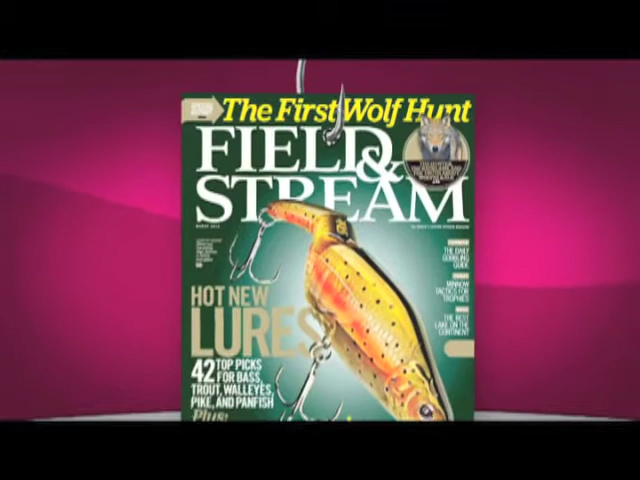 The First Wolf Hunt
FIELD &
STREAM
THE DAILY
GOBBLING
GUIDE
MINNOW
TACTICS FOR
TROPHIES
THE BEST
LAKE ON THE
CONTINENT
HOT NEW
LURES
42 TOP PICKS
FOR BASS,
TROUT, WALLEYES,
PIKE, AND PANFISH
Plus: